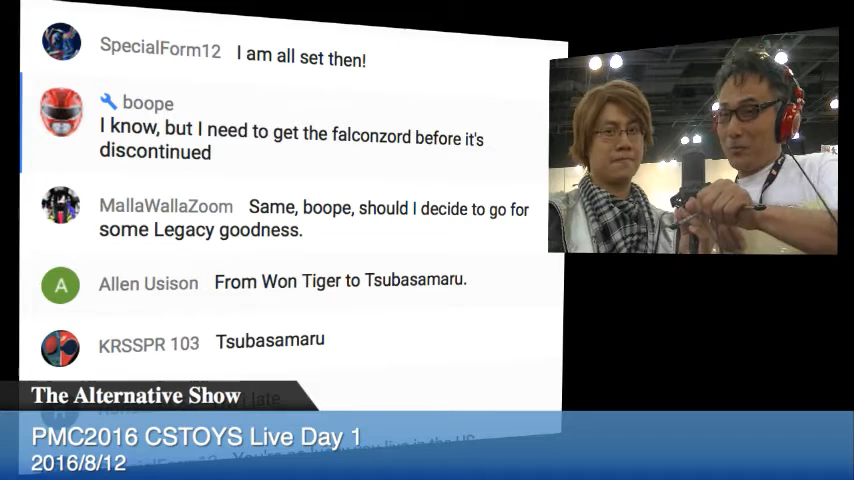 SpecialForm12 I am all set then!
boope
I know, but I need to get the falconzord before it's
discontinued
MallaWallaZoom Same, boope, should I decide to go for
some Legacy goodness.
A Allen Usison From Won Tiger to Tsubasamaru.
KRSSPR 103 Tsubasamaru
late
The Alternative Show
PMC2016 CSTOYS Live Day 1
2016/8/12